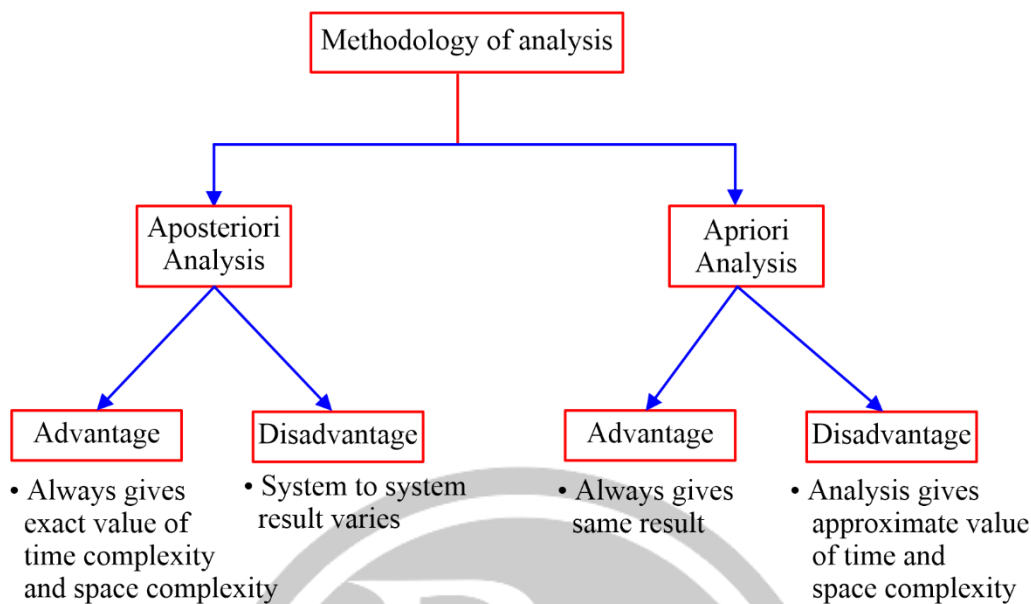 Methodology of analysis
Aposteriori
Analysis
Apriori
Analysis
Advantage
• Always gives
exact value of
time complexity
and space complexity
Disadvantage
• System to system
result varies
Advantage
• Always gives
same result
Disadvantage
• Analysis gives
approximate value
of time and
space complexity